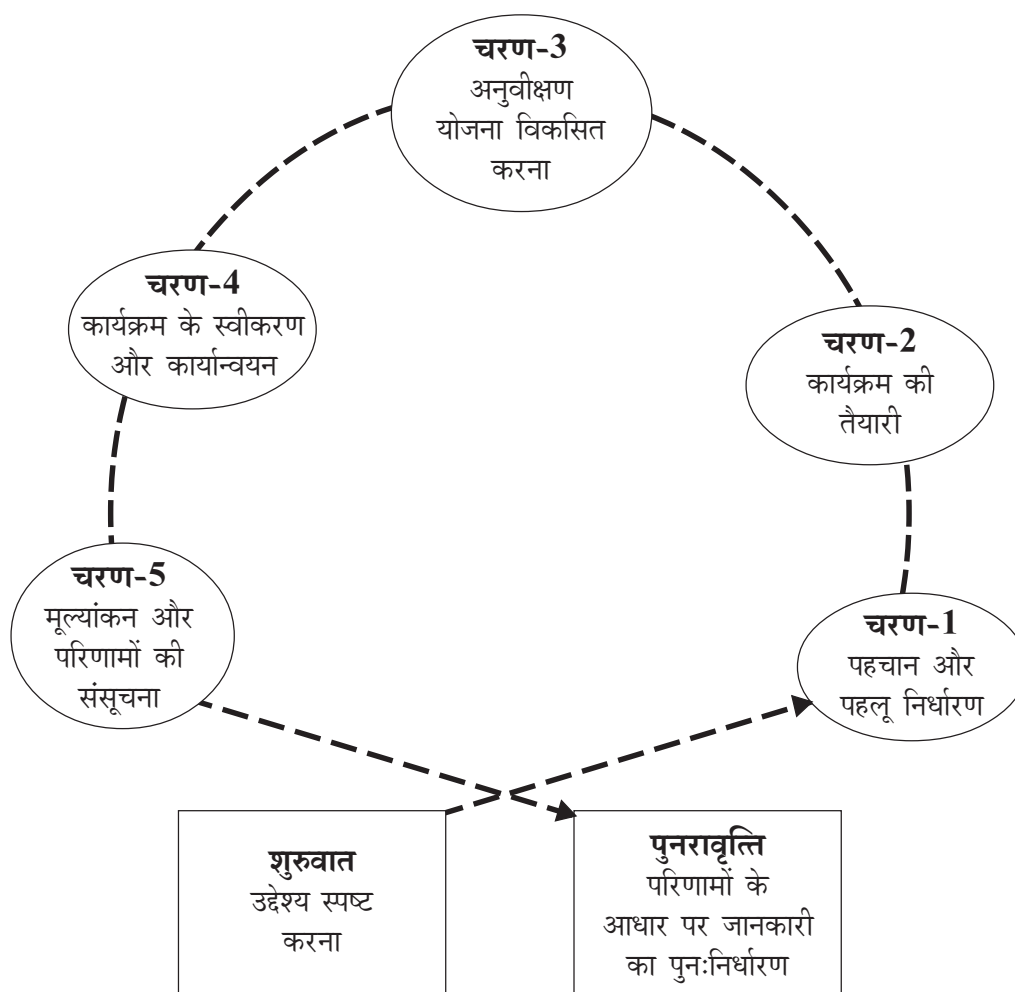 चरण-3
अनुवीक्षण
योजना विकसित
करना
चरण-4
कार्यक्रम के स्वीकरण
और कार्यान्वयन
चरण-2
कार्यक्रम की
तैयारी
चरण-5
मूल्यांकन और
परिणामों की
संसूचना
चरण-1
पहचान और
पहलू निर्धारण
शुरुवात
उद्देश्य स्पष्ट
करना
पुनरावृत्ति
परिणामों के
आधार पर जानकारी
का पुनःनिर्धारण